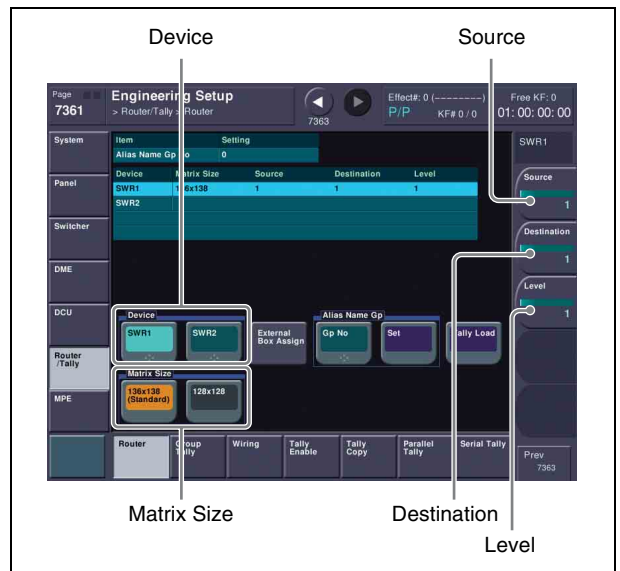 Device
Source
Page
7361
Engineering Setup
> Router/Tally > Router
7363
Effect#: 0 (--------)
P/P KF# 0 / 0
Free KF: 0
01: 00: 00: 00
System
Panel
Switcher
DME
DCU
Router
/Tally
MPE
Item Setting
Alias Name Gp No 0
Device Matrix Size Source Destination Level
SWR1 136x138 1 1 1
SWR2
SWR1
Source
1
Destination
1
Level
1
Device
SWR1
SWR2
External
Box Assign
Alias Name Gp
Gp No
Set
Tally Load
Matrix Size
136x138
(Standard)
128x128
Router
Group
Tally
Wiring
Tally
Enable
Tally
Copy
Parallel
Tally
Serial Tally
Prev
7363
Matrix Size
Destination
Level